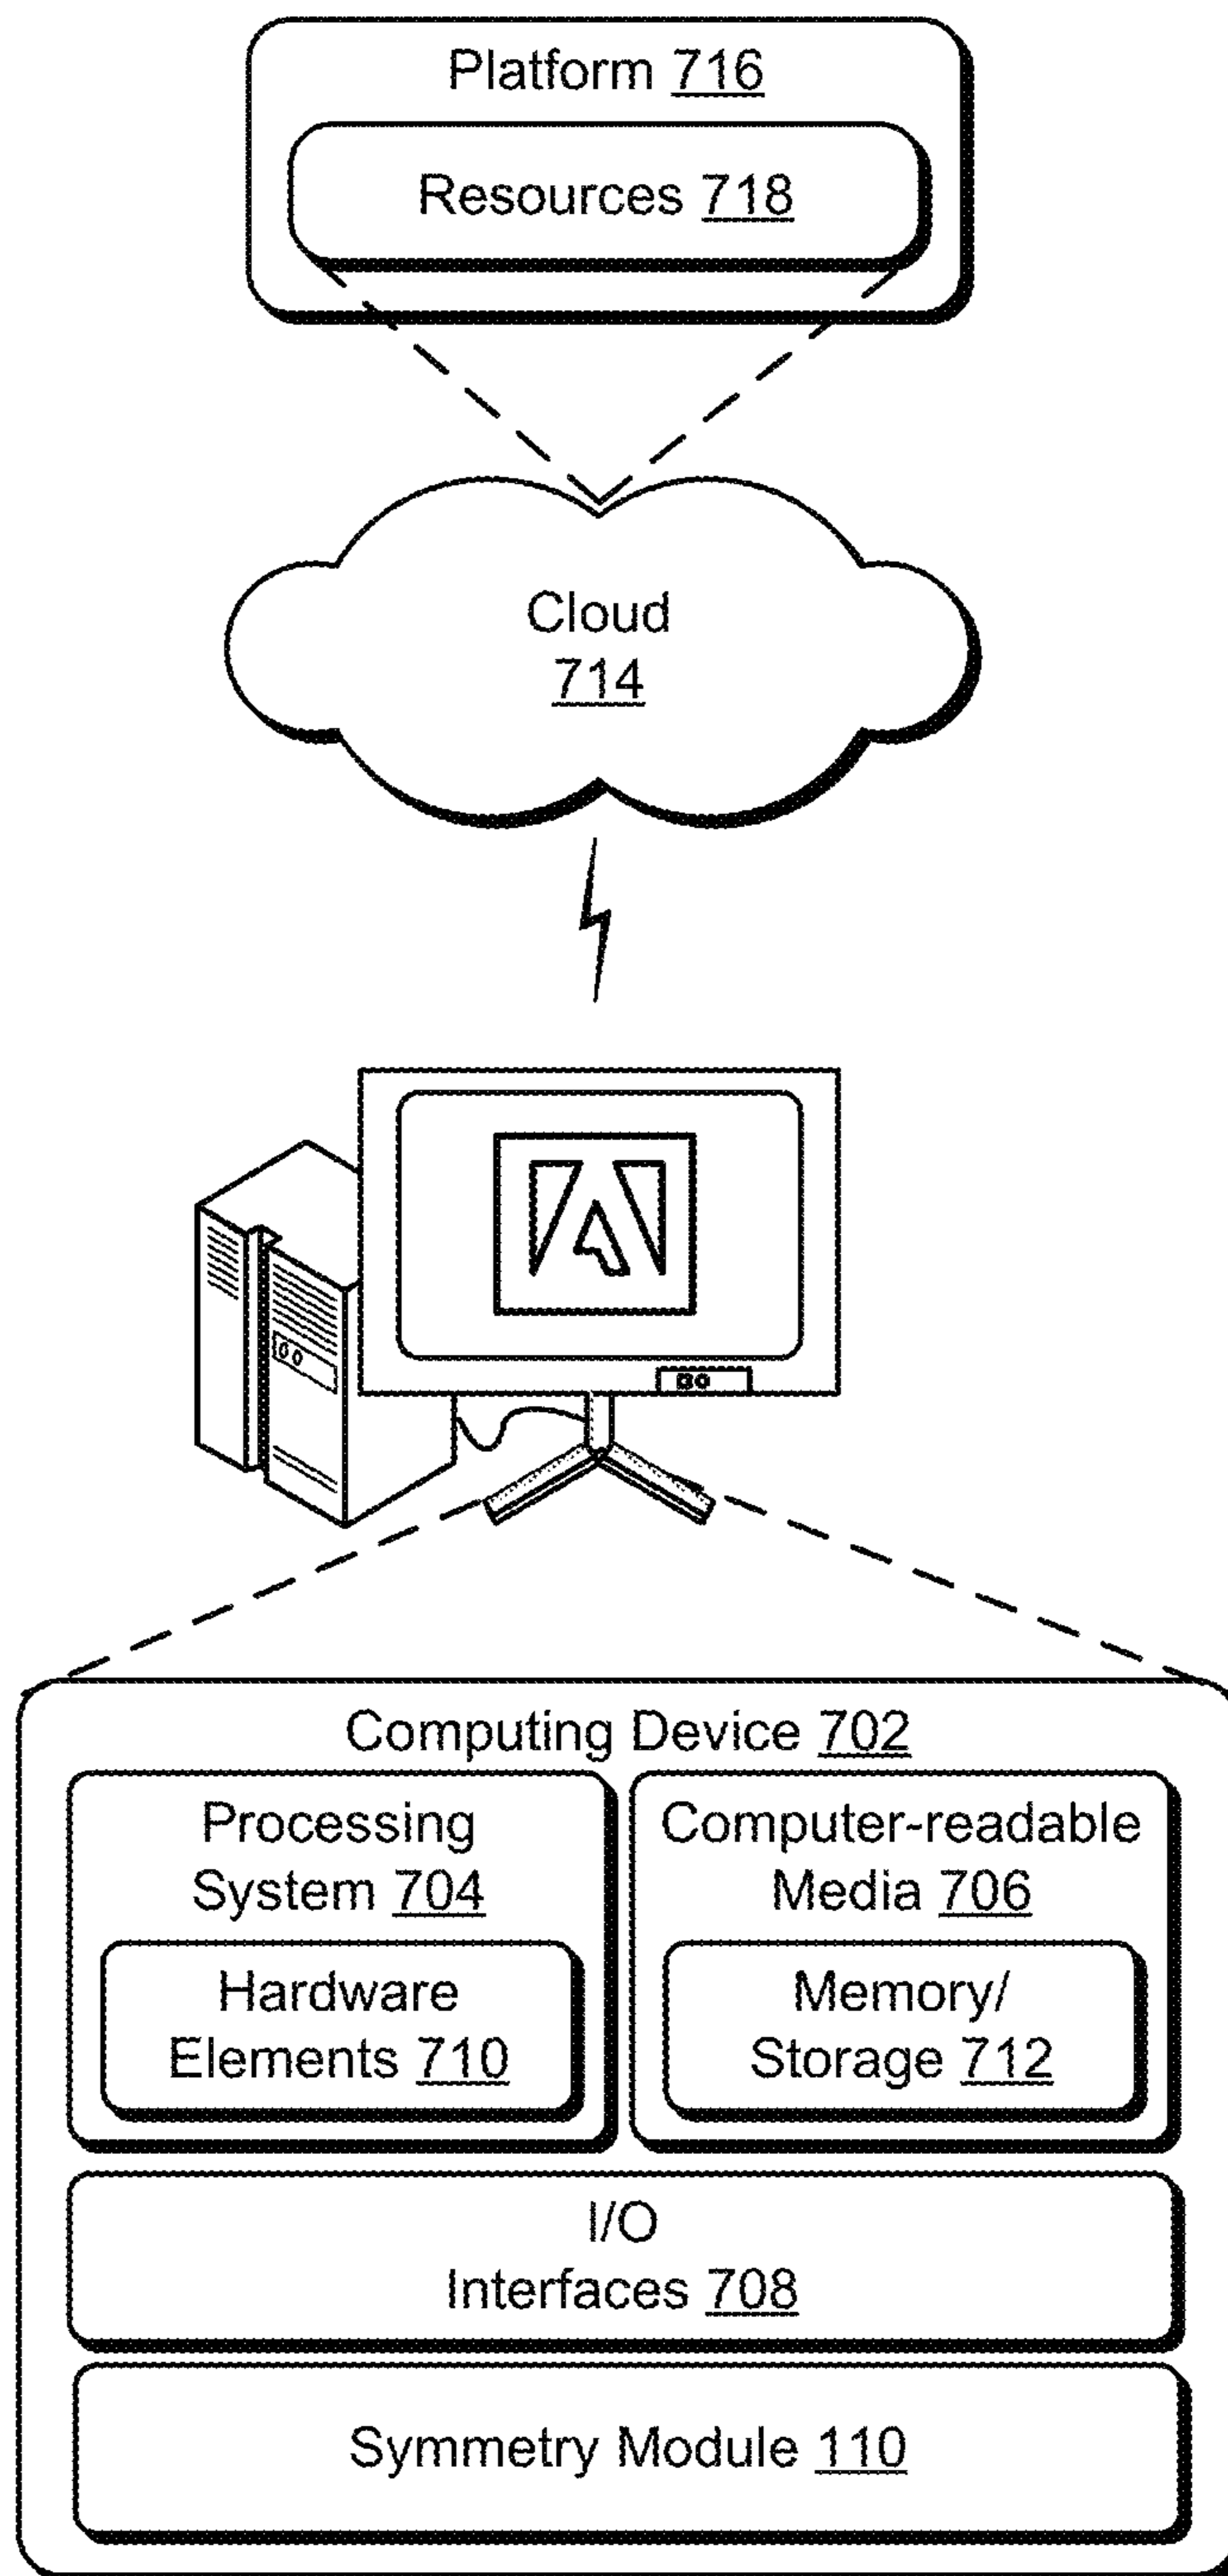 Platform 716
Resources 718
Cloud
714
Computing Device 702
Processing
System 704
Hardware
Elements 710
Computer-readable
Media 706
Memory/
Storage 712
I/O
Interfaces 708
Symmetry Module 110